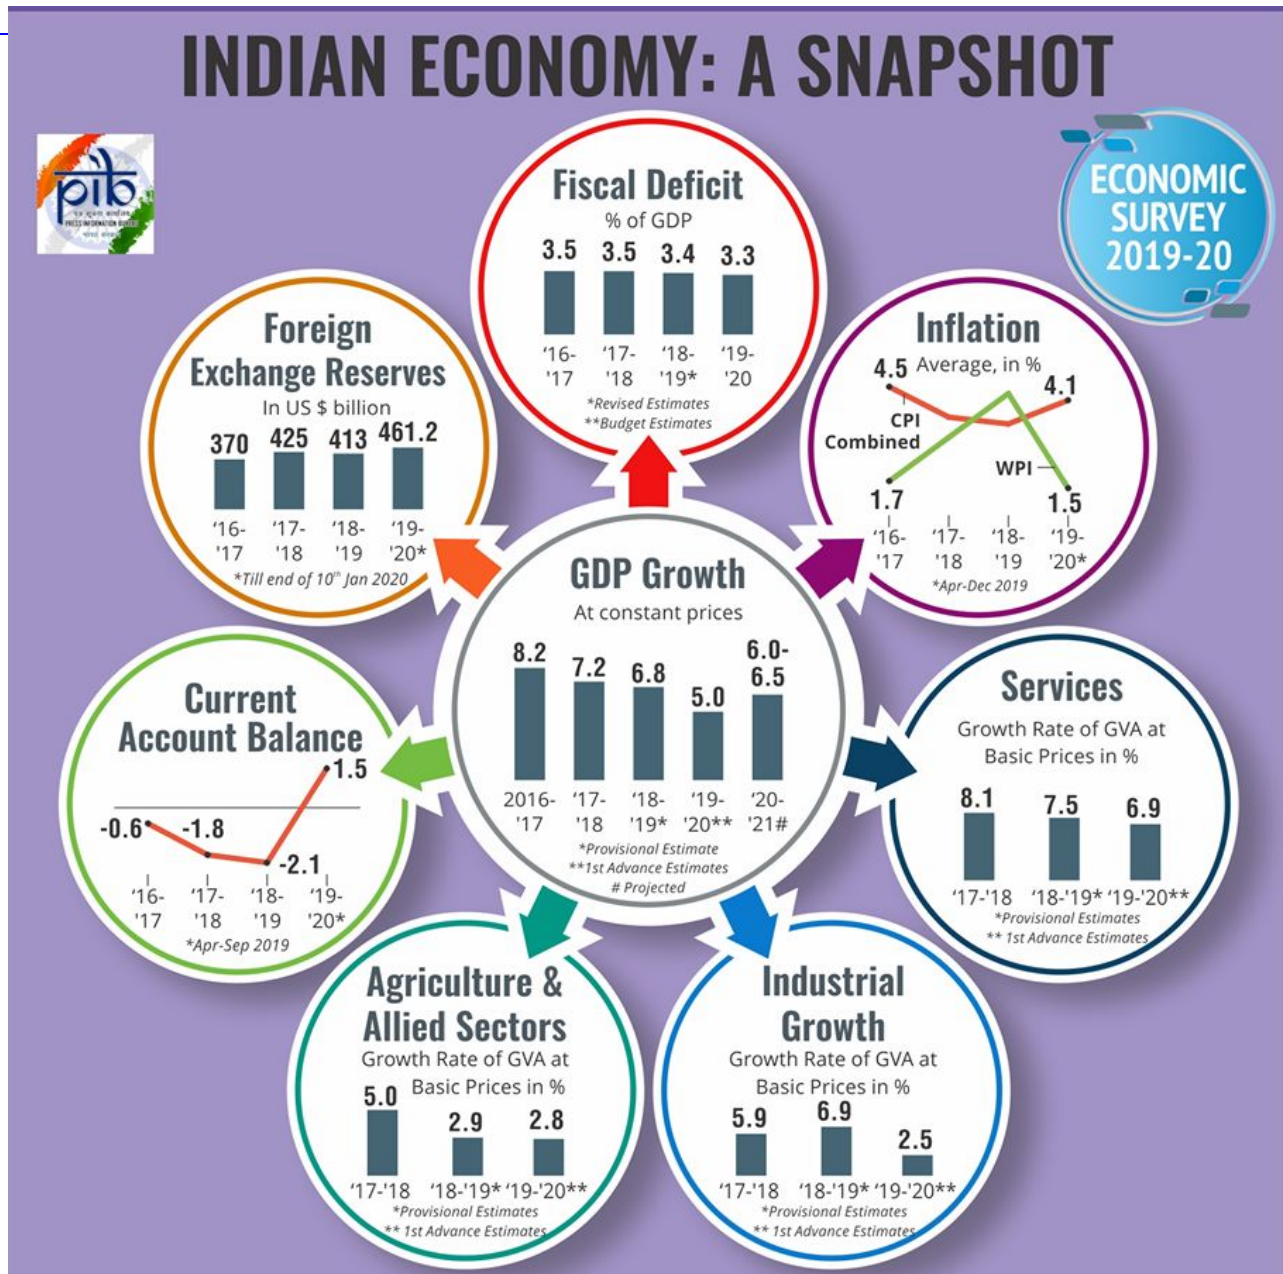 INDIAN ECONOMY: A SNAPSHOT
pib
पत्र सूचना कार्यालय
PRESS INFORMATION BUREAU
भारत सरकार
ECONOMIC
SURVEY
2019-20
Fiscal Deficit
% of GDP
3.5 3.5 3.4 3.3
‘16- ‘17- ‘18- ‘19-
'17 '18 '19* '20
*Revised Estimates
**Budget Estimates
Foreign
Exchange Reserves
In US $ billion
370 425 413 461.2
‘16- ‘17- ‘18- ‘19-
'17 '18 '19 '20*
*Till end of 10th Jan 2020
Inflation
Average, in %
4.5 4.1
CPI
Combined
WPI
1.7 1.5
‘16- ‘17- ‘18- ‘19-
'17 '18 '19 '20*
*Apr-Dec 2019
GDP Growth
At constant prices
8.2 7.2 6.8 5.0 6.0-
6.5
2016- ‘17- ‘18- ‘19- ‘20-
'17 '18 '19* '20** '21#
*Provisional Estimate
**1st Advance Estimates
# Projected
Current
Account Balance
1.5
-0.6 -1.8
-2.1
‘16- ‘17- ‘18- ‘19-
'17 '18 '19 '20*
*Apr-Sep 2019
Services
Growth Rate of GVA at
Basic Prices in %
8.1 7.5 6.9
‘17-'18 ‘18-'19* ‘19-'20**
*Provisional Estimates
** 1st Advance Estimates
Agriculture &
Allied Sectors
Growth Rate of GVA at
Basic Prices in %
5.0 2.9 2.8
‘17-'18 ‘18-'19* ‘19-'20**
*Provisional Estimates
** 1st Advance Estimates
Industrial
Growth
Growth Rate of GVA at
Basic Prices in %
5.9 6.9 2.5
‘17-'18 ‘18-'19* ‘19-'20**
*Provisional Estimates
** 1st Advance Estimates